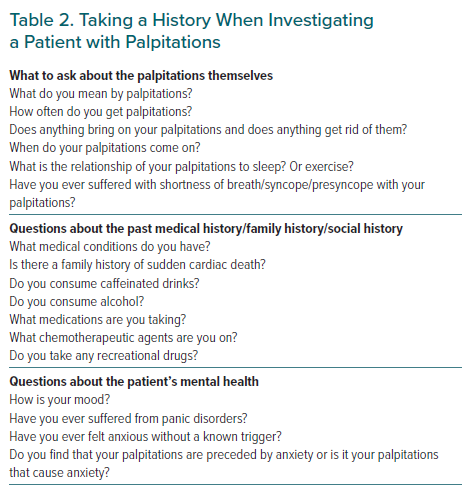 Table 2. Taking a History When Investigating
a Patient with Palpitations
What to ask about the palpitations themselves
What do you mean by palpitations?
How often do you get palpitations?
Does anything bring on your palpitations and does anything get rid of them?
When do your palpitations come on?
What is the relationship of your palpitations to sleep? Or exercise?
Have you ever suffered with shortness of breath/syncope/presyncope with your
palpitations?
Questions about the past medical history/family history/social history
What medical conditions do you have?
Is there a family history of sudden cardiac death?
Do you consume caffeinated drinks?
Do you consume alcohol?
What medications are you taking?
What chemotherapeutic agents are you on?
Do you take any recreational drugs?
Questions about the patient's mental health
How is your mood?
Have you ever suffered from panic disorders?
Have you ever felt anxious without a known trigger?
Do you find that your palpitations are preceded by anxiety or is it your palpitations
that cause anxiety?